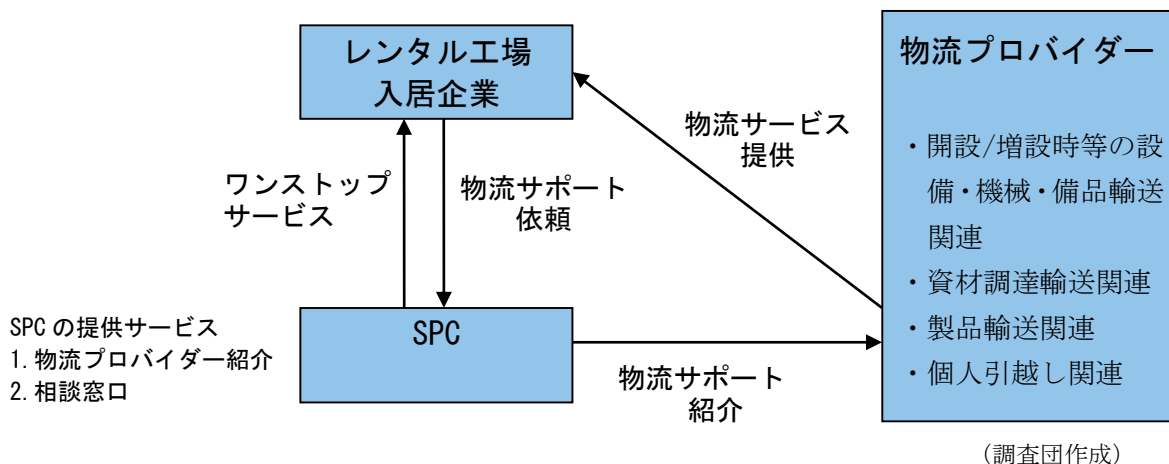 レンタル工場
入居企業
物流プロバイダー
・開設/増設時等の設
備・機械・備品輸送
関連
・資材調達輸送関連
・製品輸送関連
・個人引越し関連
物流サービス
提供
ワンストップ
サービス
物流サポート
依頼
SPC
SPCの提供サービス
1.物流プロバイダー紹介
2.相談窓口
物流サポート
紹介
(調査団作成)